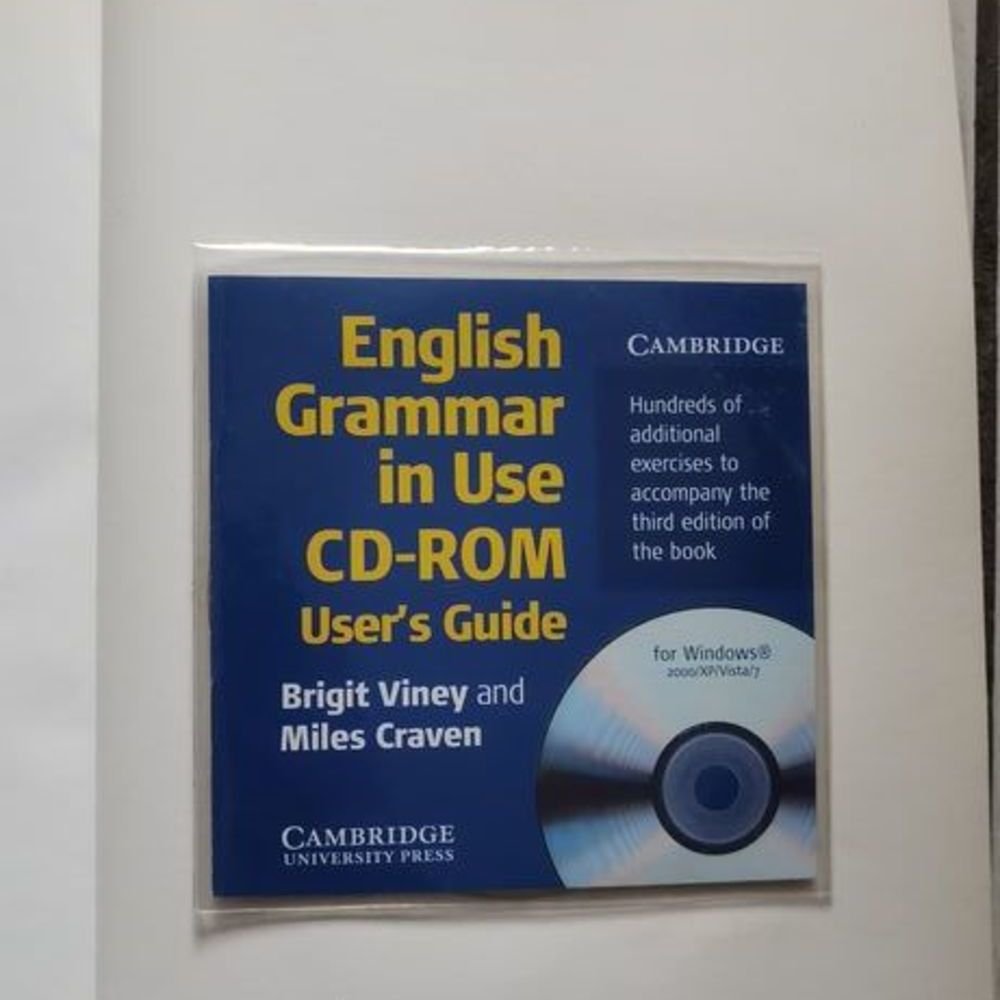 English
Grammar
in Use
CD-ROM
User's Guide
Brigit Viney and
Miles Craven
CAMBRIDGE
UNIVERSITY PRESS
CAMBRIDGE
Hundreds of
additional
exercises to
accompany the
third edition of
the book
for Windows®
2000/XP/Vista/7